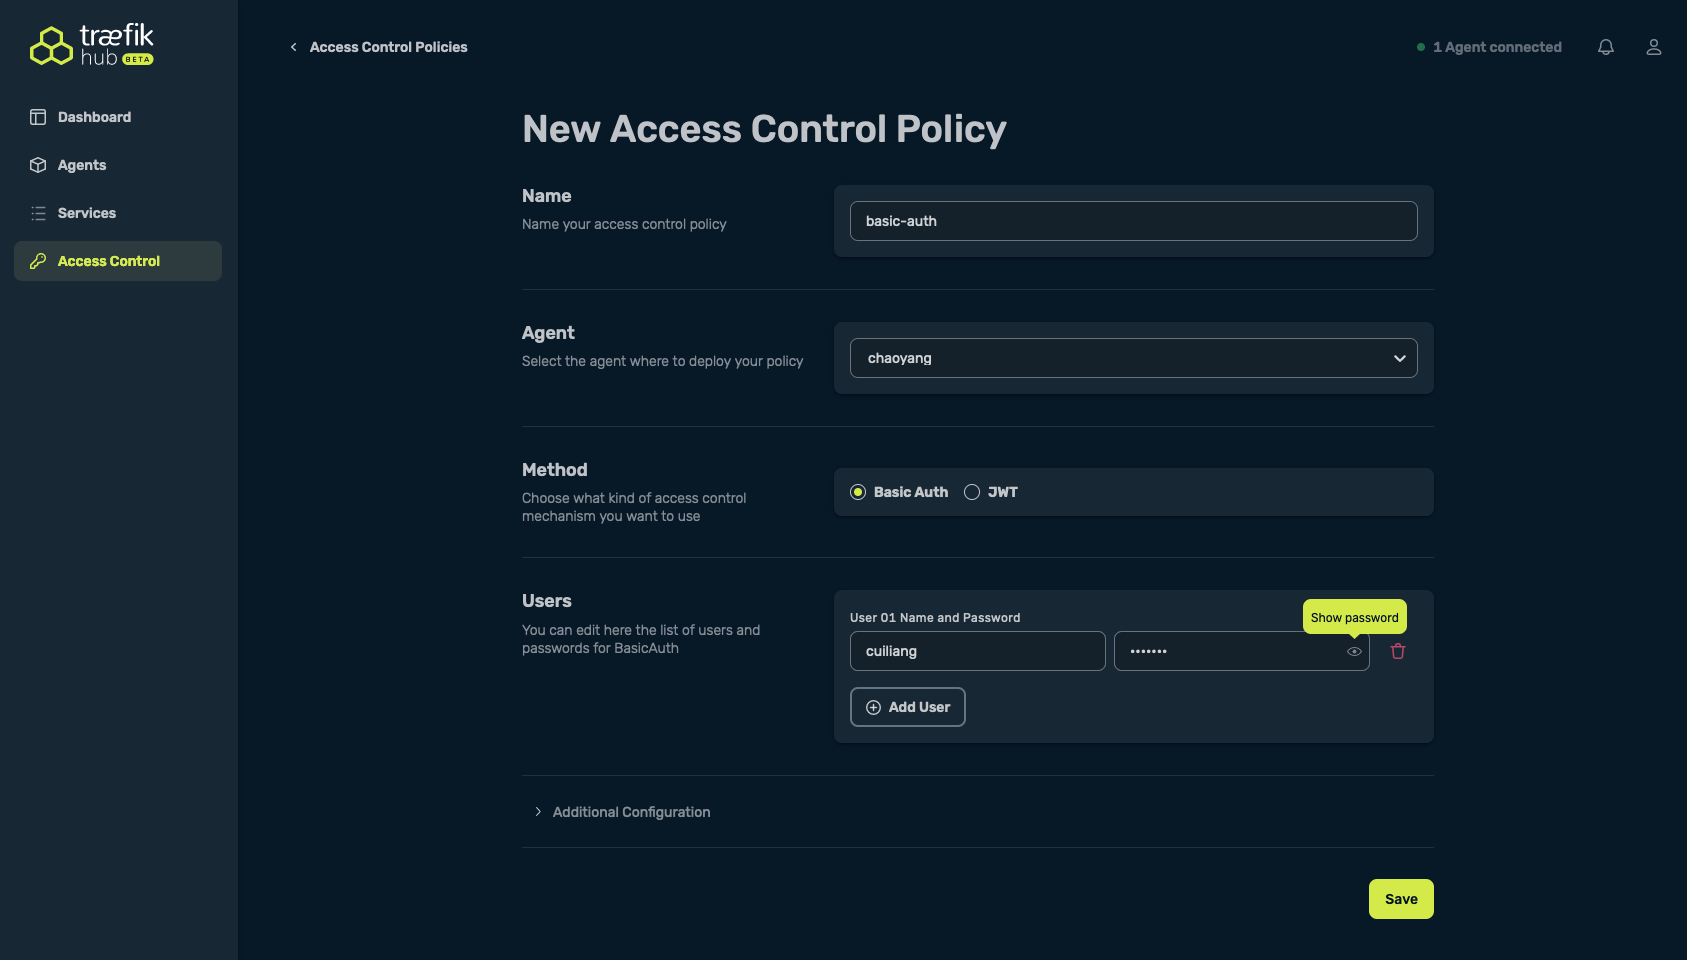 træfik
hub BETA
Dashboard
Agents
Services
Access Control
Access Control Policies
1 Agent connected
New Access Control Policy
Name
Name your access control policy
basic-auth
Agent
Select the agent where to deploy your policy
chaoyang
Method
Choose what kind of access control
mechanism you want to use
Basic Auth
JWT
Users
You can edit here the list of users and
passwords for BasicAuth
User 01 Name and Password
Show password
cuiliang
•••••••
Add User
Additional Configuration
Save